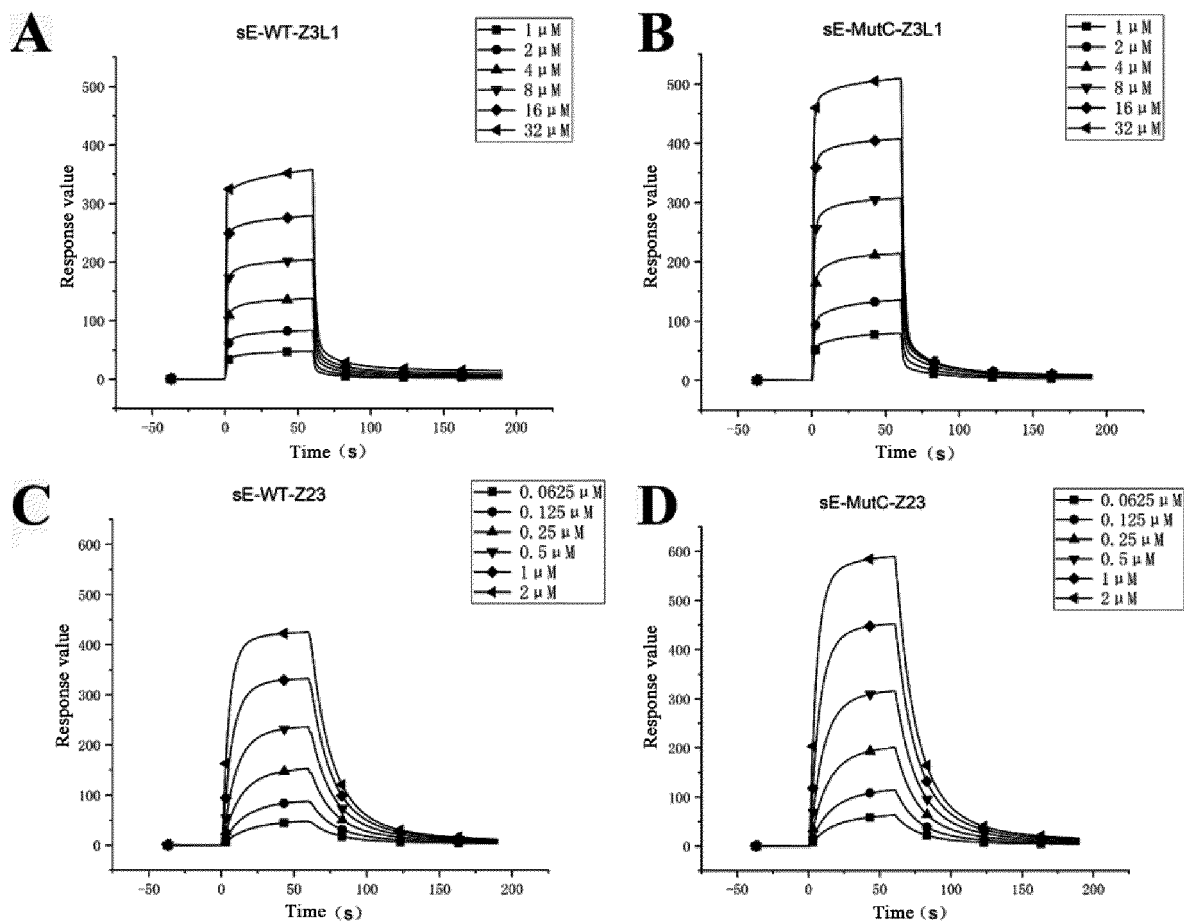 A
sE-WT-Z3L1
1 μM
2 μM
4 μM
8 μM
16 μM
32 μM
500
400
300
200
100
0
Response value
-50 0 50 100 150 200
Time (s)
B
sE-MutC-Z3L1
1 μM
2 μM
4 μM
8 μM
16 μM
32 μM
500
400
300
200
100
0
Response value
-50 0 50 100 150 200
Time (s)
C
sE-WT-Z23
0.0625 μM
0.125 μM
0.25 μM
0.5 μM
1 μM
2 μM
600
500
400
300
200
100
0
Response value
-50 0 50 100 150 200
Time (s)
D
sE-MutC-Z23
0.0625 μM
0.125 μM
0.25 μM
0.5 μM
1 μM
2 μM
600
500
400
300
200
100
0
Response value
-50 0 50 100 150 200
Time (s)